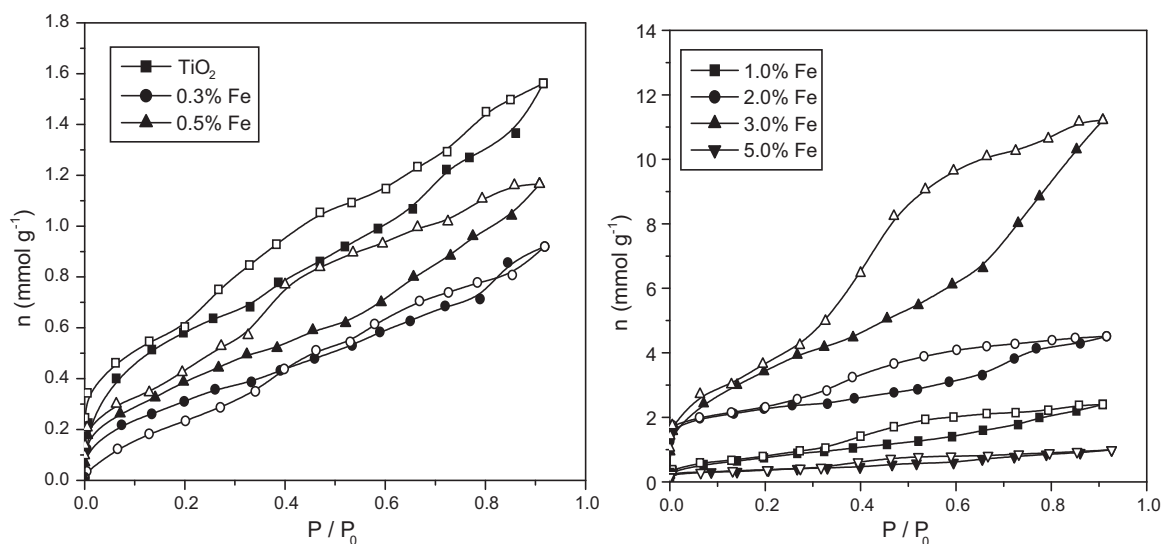 1.8
1.6
1.4
1.2
1.0
0.8
0.6
0.4
0.2
0.0
n (mmol g⁻¹)
TiO₂
0.3% Fe
0.5% Fe
0.0 0.2 0.4 0.6 0.8 1.0
P / P₀
14
12
10
8
6
4
2
0
n (mmol g⁻¹)
1.0% Fe
2.0% Fe
3.0% Fe
5.0% Fe
0.0 0.2 0.4 0.6 0.8 1.0
P / P₀